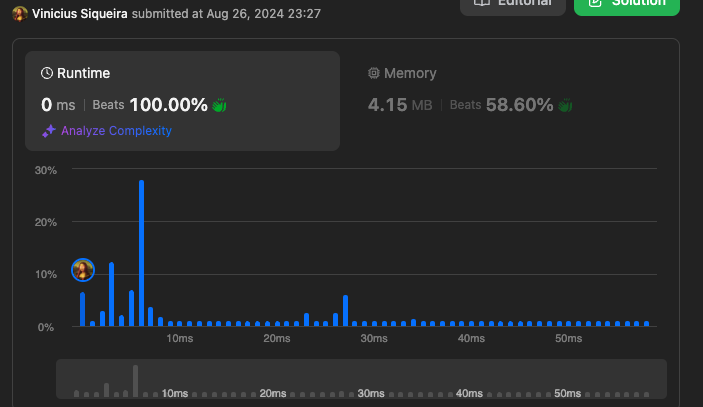 Editorial
Solution
Vinicius Siqueira submitted at Aug 26, 2024 23:27
Runtime
0 ms | Beats 100.00%
Analyze Complexity
Memory
4.15 MB | Beats 58.60%
30%
20%
10%
0%
10ms 20ms 30ms 40ms 50ms
10ms 20ms 30ms 40ms 50ms